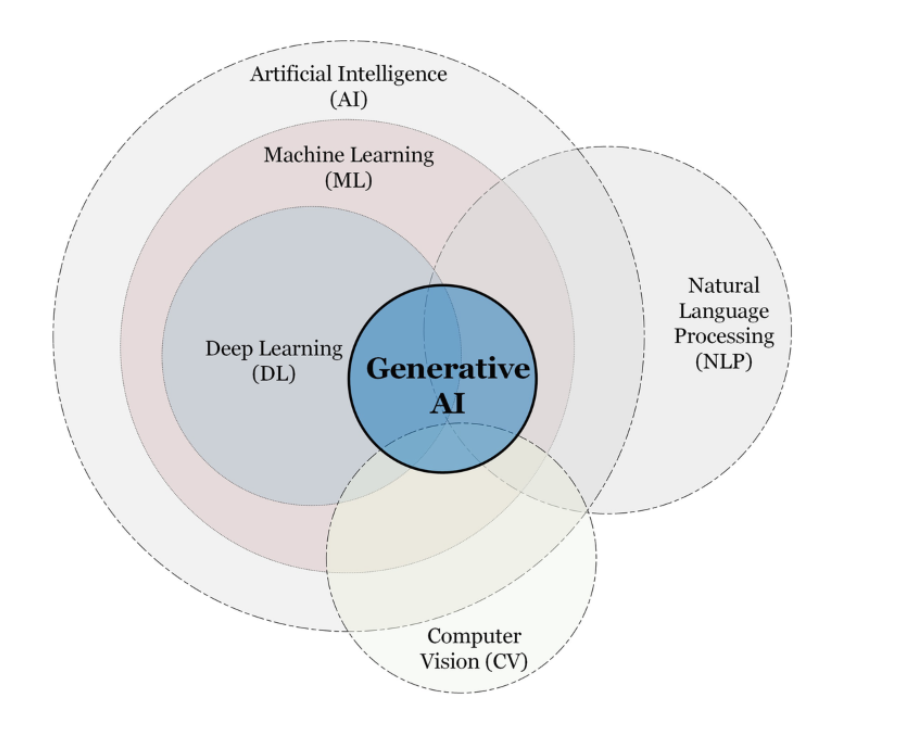 Artificial Intelligence
(AI)
Machine Learning
(ML)
Natural
Language
Processing
(NLP)
Deep Learning
(DL)
Generative
AI
Computer
Vision (CV)